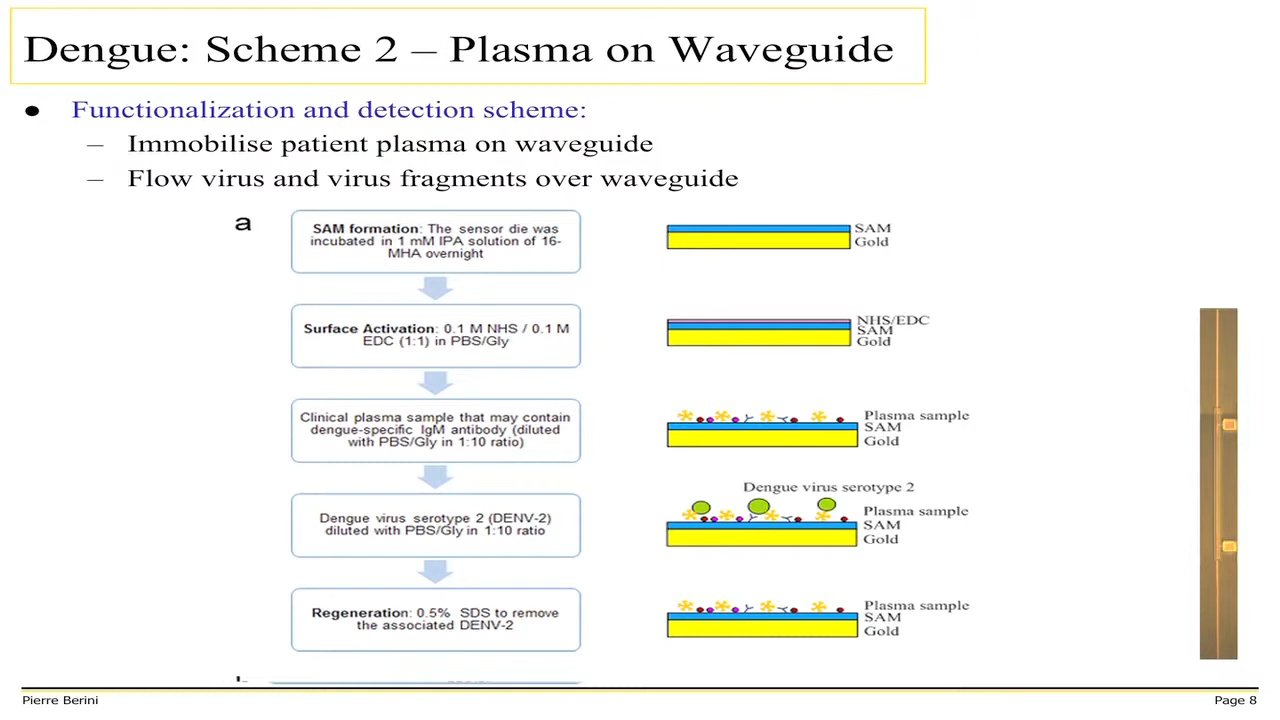 Dengue: Scheme 2 – Plasma on Waveguide
● Functionalization and detection scheme:
– Immobilise patient plasma on waveguide
– Flow virus and virus fragments over waveguide
a
SAM formation: The sensor die was
incubated in 1 mM IPA solution of 16-
MHA overnight
SAM
Gold
Surface Activation: 0.1 M NHS / 0.1 M
EDC (1:1) in PBS/Gly
NHS/EDC
SAM
Gold
Clinical plasma sample that may contain
dengue-specific IgM antibody (diluted
with PBS/Gly in 1:10 ratio)
Plasma sample
SAM
Gold
Dengue virus serotype 2 (DENV-2)
diluted with PBS/Gly in 1:10 ratio
Dengue virus serotype 2
Plasma sample
SAM
Gold
Regeneration: 0.5% SDS to remove
the associated DENV-2
Plasma sample
SAM
Gold
Pierre Berini
Page 8